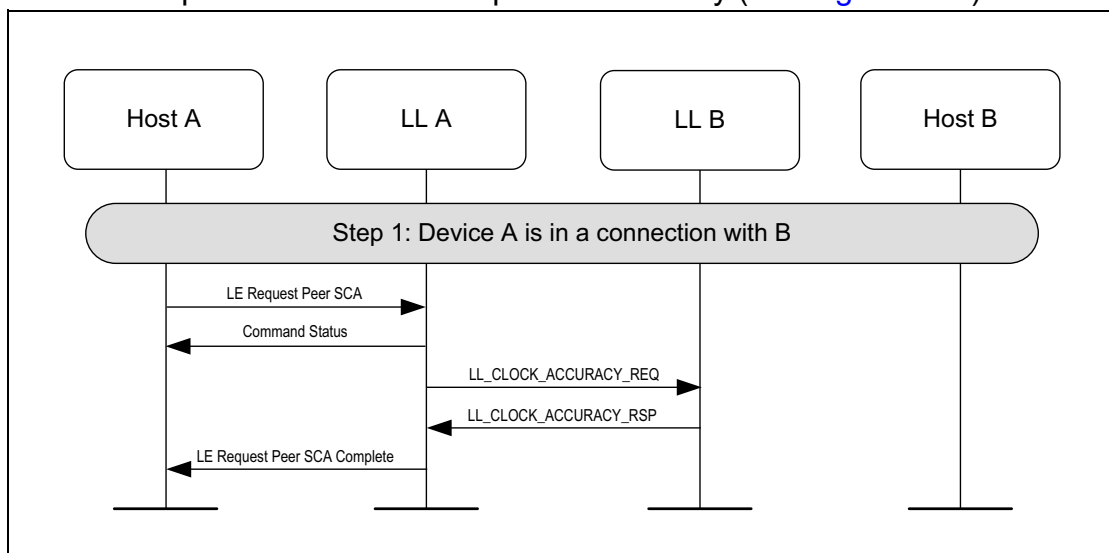 Host A LL A LL B Host B
Step 1: Device A is in a connection with B
LE Request Peer SCA
Command Status
LL_CLOCK_ACCURACY_REQ
LL_CLOCK_ACCURACY_RSP
LE Request Peer SCA Complete